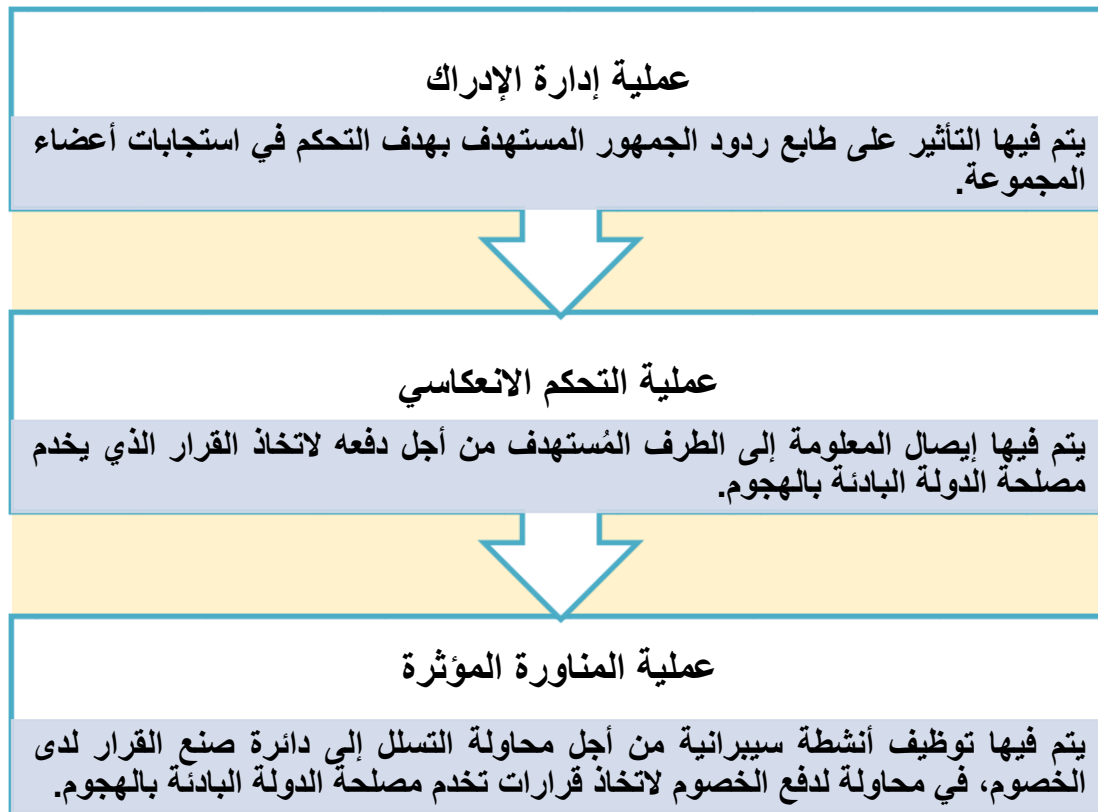 عملية إدارة الإدراك
يتم فيها التأثير على طابع ردود الجمهور المستهدف بهدف التحكم في استجابات أعضاء
المجموعة.
عملية التحكم الانعكاسي
يتم فيها إيصال المعلومة إلى الطرف المُستهدف من أجل دفعه لاتخاذ القرار الذي يخدم
مصلحة الدولة البادئة بالهجوم.
عملية المناورة المؤثرة
يتم فيها توظيف أنشطة سيبرانية من أجل محاولة التسلل إلى دائرة صنع القرار لدى
الخصوم، في محاولة لدفع الخصوم لاتخاذ قرارات تخدم مصلحة الدولة البادئة بالهجوم.